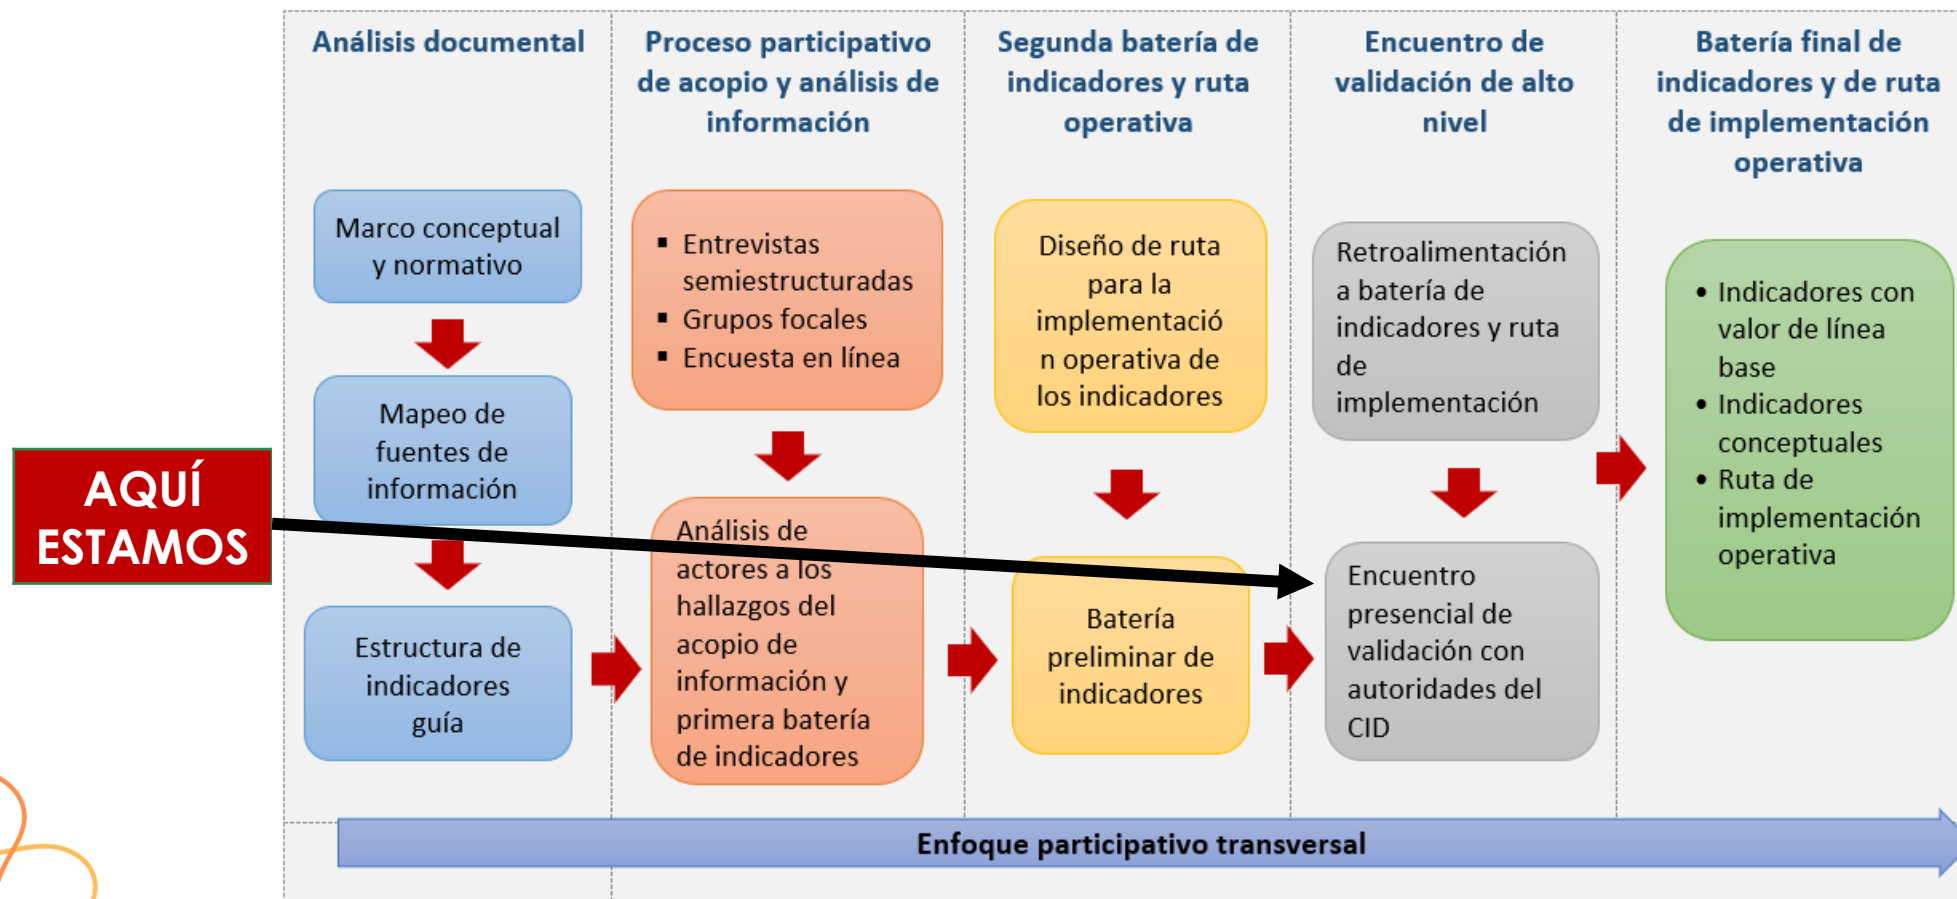 Análisis documental
Proceso participativo
de acopio y análisis de
información
Segunda batería de
indicadores y ruta
operativa
Encuentro de
validación de alto
nivel
Batería final de
indicadores y de ruta
de implementación
operativa
Marco conceptual
y normativo
Mapeo de
fuentes de
información
Estructura de
indicadores
guía
▪ Entrevistas
semiestructuradas
▪ Grupos focales
▪ Encuesta en línea
Análisis de
actores a los
hallazgos del
acopio de
información y
primera batería
de indicadores
Diseño de ruta
para la
implementació
n operativa de
los indicadores
Batería
preliminar de
indicadores
Retroalimentación
a batería de
indicadores y ruta
de
implementación
Encuentro
presencial de
validación con
autoridades del
CID
• Indicadores con
valor de línea
base
• Indicadores
conceptuales
• Ruta de
implementación
operativa
AQUÍ
ESTAMOS
Enfoque participativo transversal